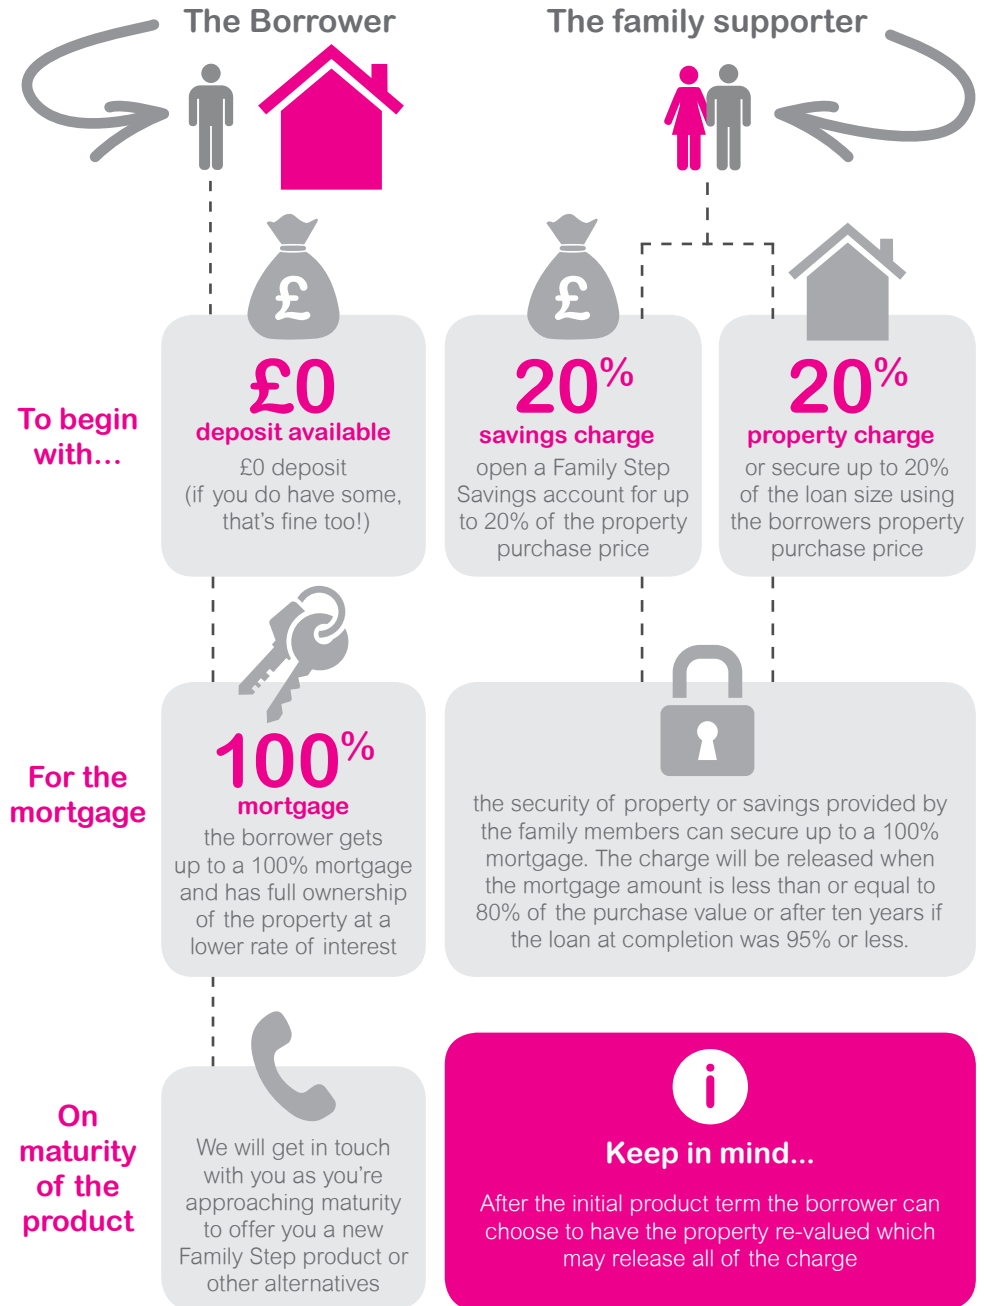 The Borrower
The family supporter
£
£
To begin
with…
£0
deposit available
£0 deposit
(if you do have some,
that's fine too!)
20%
savings charge
open a Family Step
Savings account for up
to 20% of the property
purchase price
20%
property charge
or secure up to 20%
of the loan size using
the borrowers property
purchase price
For the
mortgage
100%
mortgage
the borrower gets
up to a 100% mortgage
and has full ownership
of the property at a
lower rate of interest
the security of property or savings provided by
the family members can secure up to a 100%
mortgage. The charge will be released when
the mortgage amount is less than or equal to
80% of the purchase value or after ten years if
the loan at completion was 95% or less.
On
maturity
of the
product
We will get in touch
with you as you're
approaching maturity
to offer you a new
Family Step product or
other alternatives
i
Keep in mind...
After the initial product term the borrower can
choose to have the property re-valued which
may release all of the charge